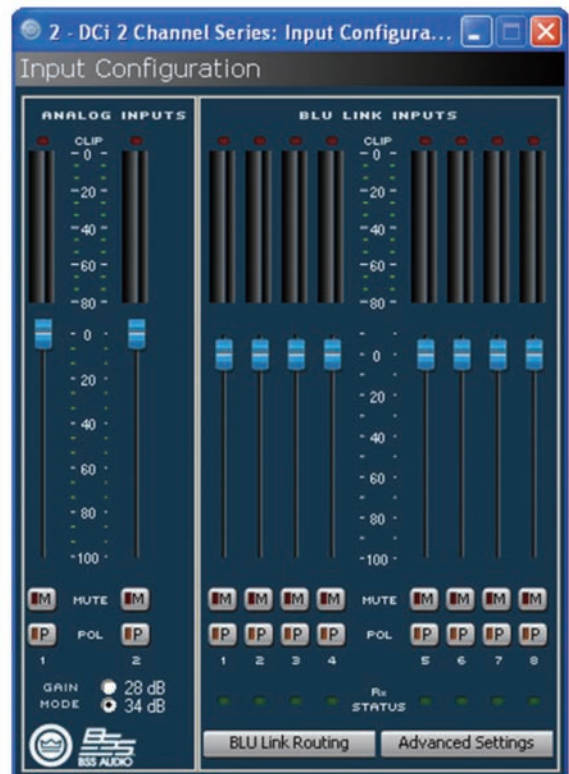 2 - DCi 2 Channel Series: Input Configura...
Input Configuration
ANALOG INPUTS
CLIP
0
-20
-40
-60
-80
0
20
40
60
80
100
M MUTE M
P POL P
1 2
GAIN MODE
28 dB
34 dB
BSS
BSS AUDIO
BLU LINK INPUTS
CLIP
0
-20
-40
-60
-80
0
20
40
60
80
100
M M M M MUTE M M M M
P P P P POL P P P P
1 2 3 4 5 6 7 8
Rx
STATUS
BLU Link Routing
Advanced Settings